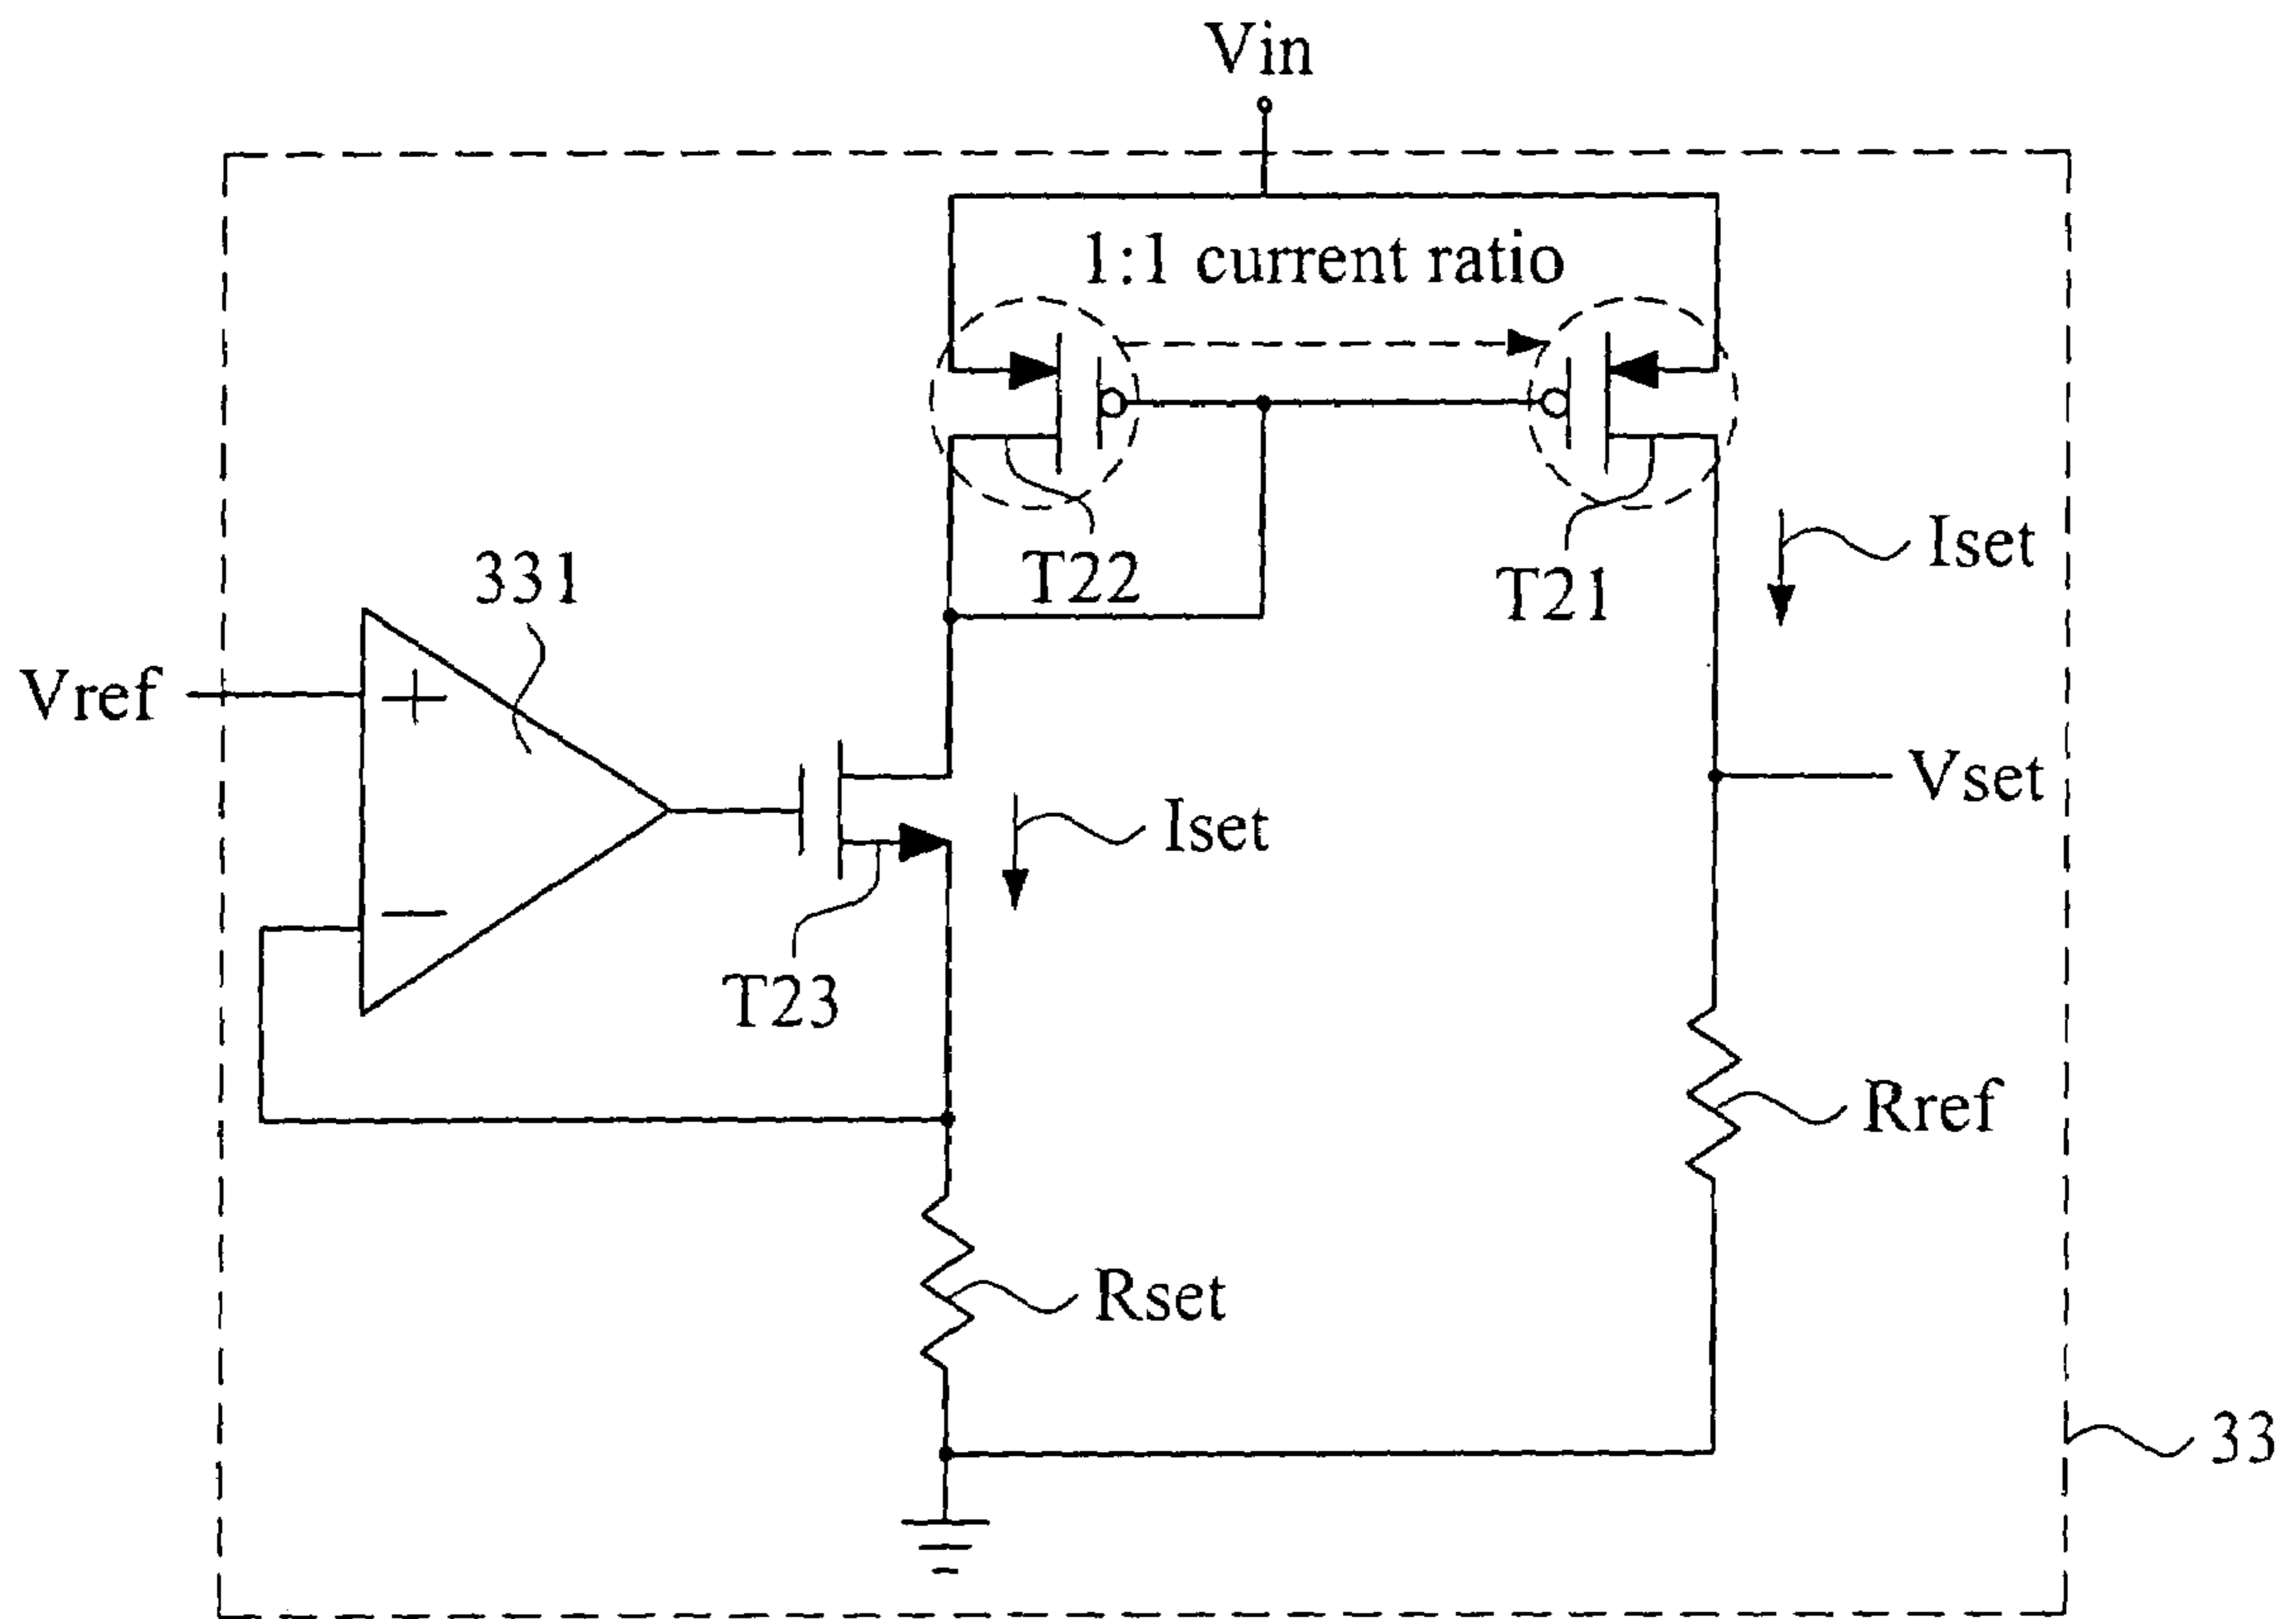 Vin
1:1 current ratio
T22
T21
Iset
331
Vref
+
Vset
Iset
−
T23
Rref
Rset
33